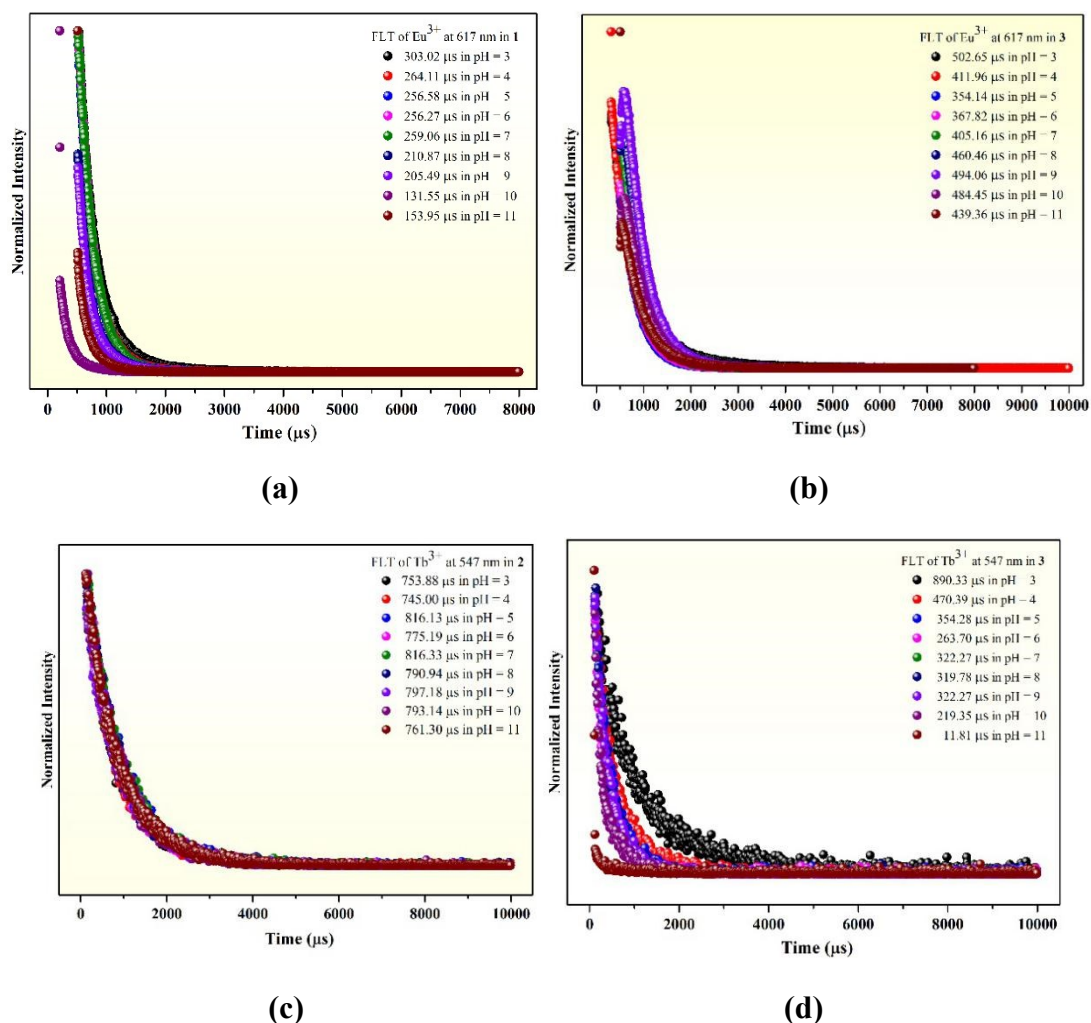 FLT of Eu3+ at 617 nm in 1
303.02 μs in pH = 3
264.11 μs in pH = 4
256.58 μs in pH = 5
256.27 μs in pH = 6
259.06 μs in pH = 7
210.87 μs in pH = 8
205.49 μs in pH = 9
131.55 μs in pH = 10
153.95 μs in pH = 11
Normalized Intensity
0 1000 2000 3000 4000 5000 6000 7000 8000
Time (μs)
(a)
FLT of Eu3+ at 617 nm in 3
502.65 μs in pH = 3
411.96 μs in pH = 4
354.14 μs in pH = 5
367.82 μs in pH = 6
405.16 μs in pH = 7
460.46 μs in pH = 8
494.06 μs in pH = 9
484.45 μs in pH = 10
439.36 μs in pH = 11
Normalized Intensity
0 1000 2000 3000 4000 5000 6000 7000 8000 9000 10000
Time (μs)
(b)
FLT of Tb3+ at 547 nm in 2
753.88 μs in pH = 3
745.00 μs in pH = 4
816.13 μs in pH = 5
775.19 μs in pH = 6
816.33 μs in pH = 7
790.94 μs in pH = 8
797.18 μs in pH = 9
793.14 μs in pH = 10
761.30 μs in pH = 11
Normalized Intensity
0 2000 4000 6000 8000 10000
Time (μs)
(c)
FLT of Tb3+ at 547 nm in 3
890.33 μs in pH = 3
470.39 μs in pH = 4
354.28 μs in pH = 5
263.70 μs in pH = 6
322.27 μs in pH = 7
319.78 μs in pH = 8
322.27 μs in pH = 9
219.35 μs in pH = 10
11.81 μs in pH = 11
Normalized Intensity
0 2000 4000 6000 8000 10000
Time (μs)
(d)